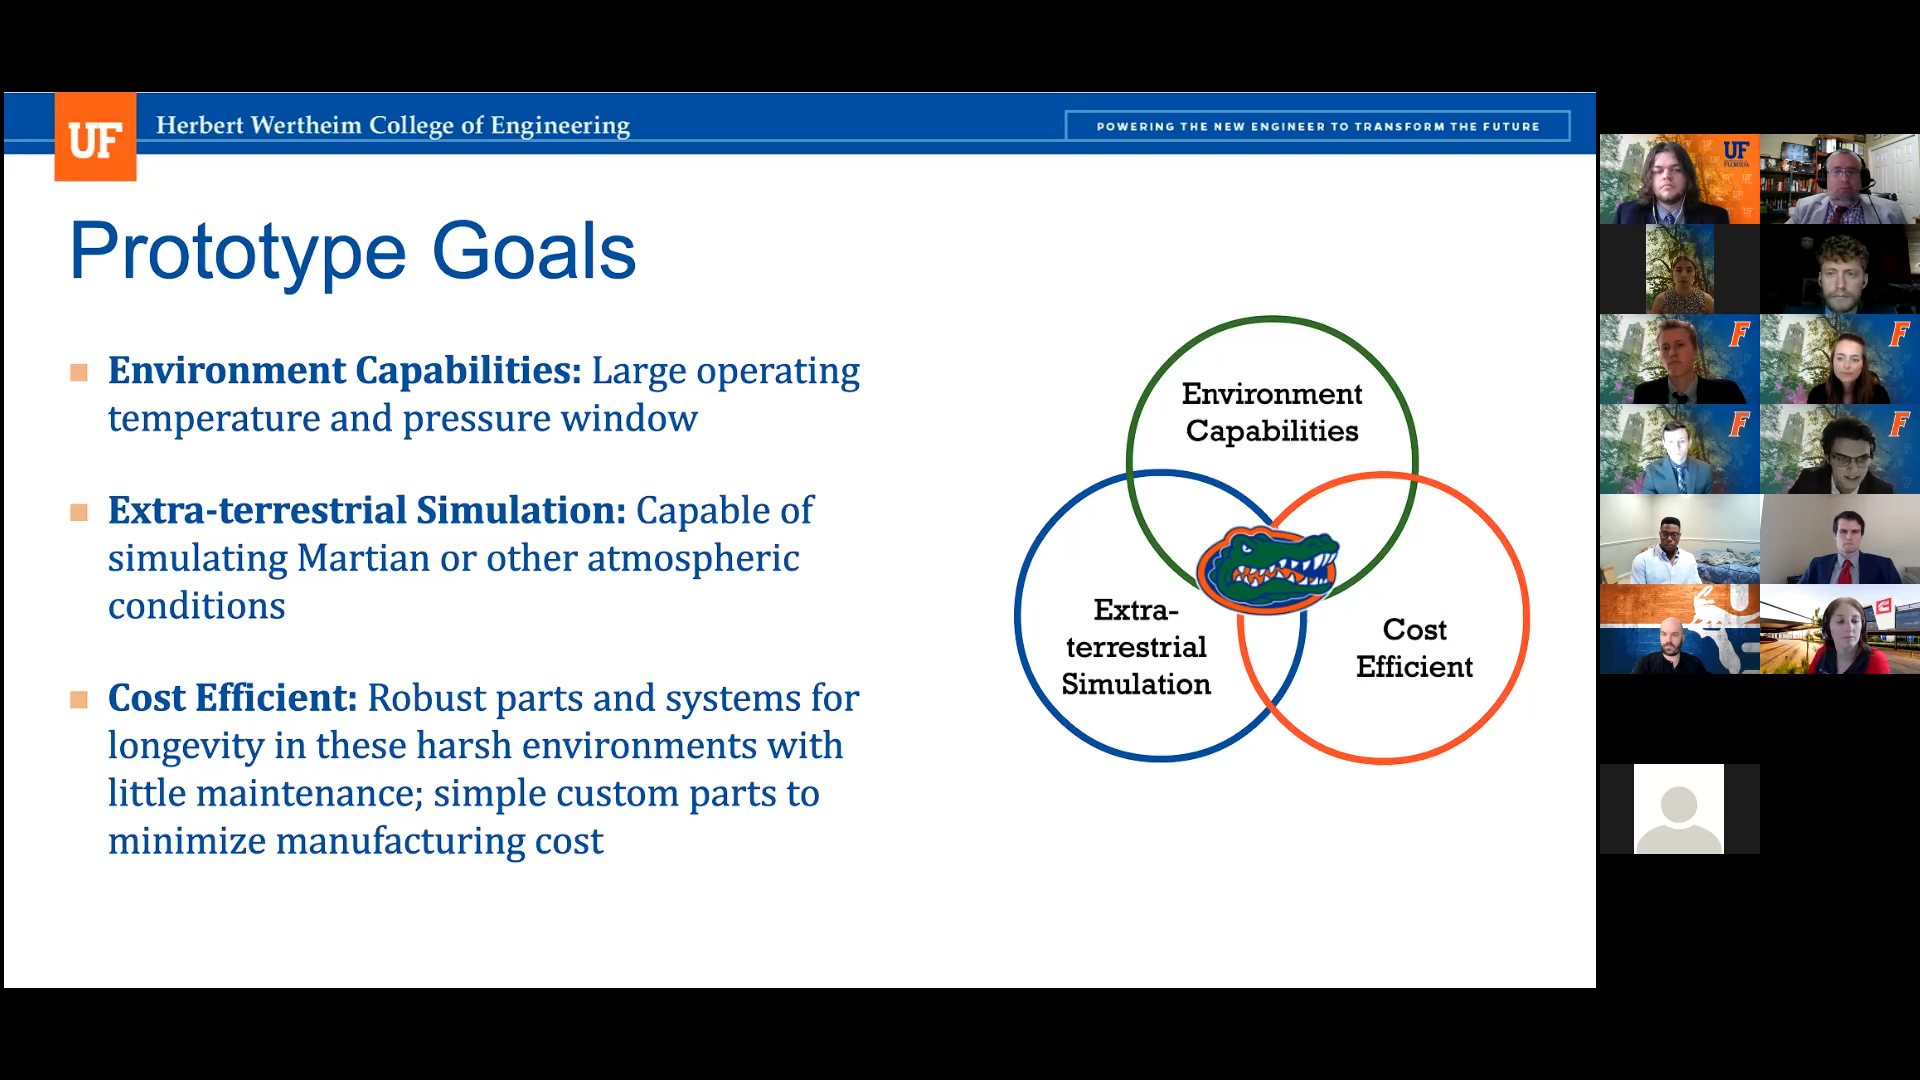 UF
Herbert Wertheim College of Engineering
POWERING THE NEW ENGINEER TO TRANSFORM THE FUTURE
Prototype Goals
Environment Capabilities: Large operating
temperature and pressure window
Extra-terrestrial Simulation: Capable of
simulating Martian or other atmospheric
conditions
Cost Efficient: Robust parts and systems for
longevity in these harsh environments with
little maintenance; simple custom parts to
minimize manufacturing cost
Environment
Capabilities
Extra-
terrestrial
Simulation
Cost
Efficient
UF
FLORIDA
F
F
F
F